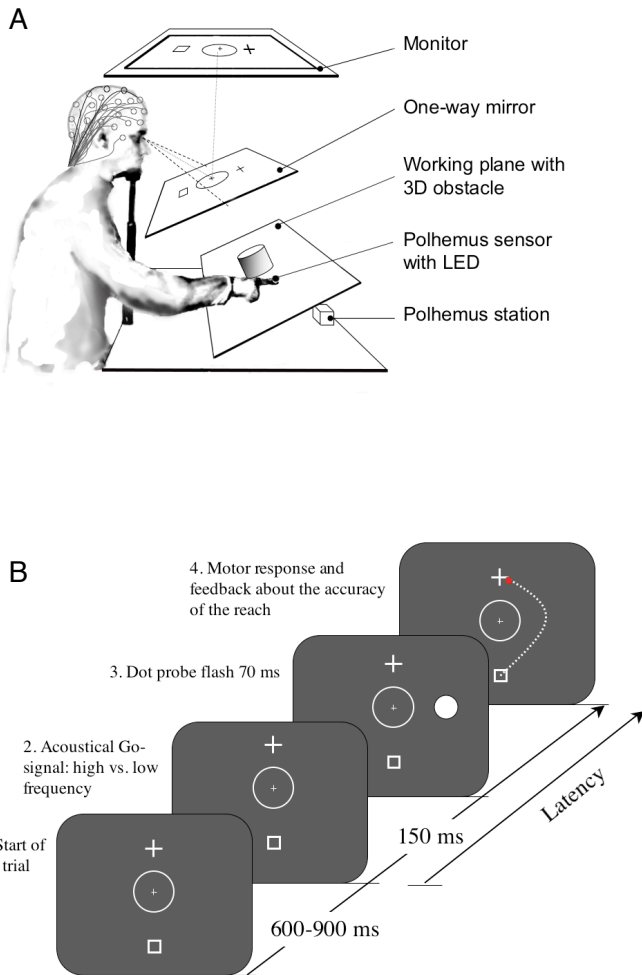 A
Monitor
One-way mirror
Working plane with
3D obstacle
Polhemus sensor
with LED
Polhemus station
B
4. Motor response and
feedback about the accuracy
of the reach
3. Dot probe flash 70 ms
2. Acoustical Go-
signal: high vs. low
frequency
Start of
trial
Latency
150 ms
600-900 ms